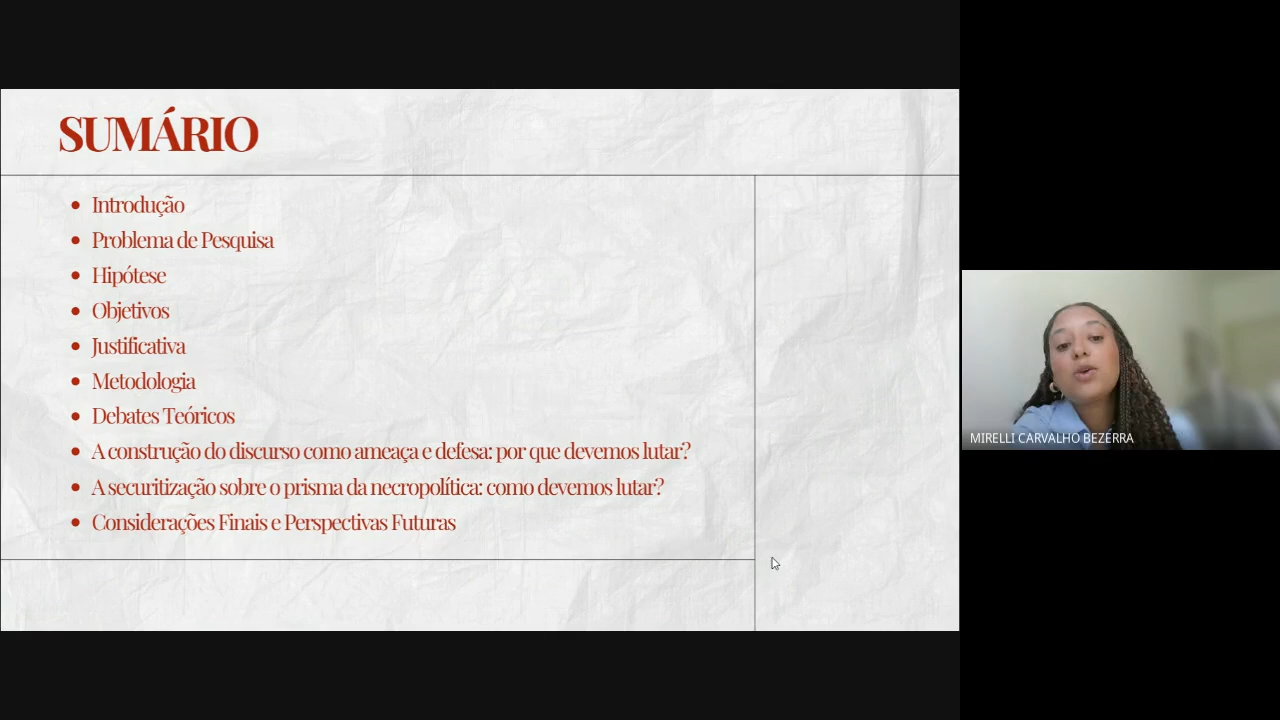 SUMÁRIO
Introdução
Problema de Pesquisa
Hipótese
Objetivos
Justificativa
Metodologia
Debates Teóricos
A construção do discurso como ameaça e defesa: por que devemos lutar?
A securitização sobre o prisma da necropolítica: como devemos lutar?
Considerações Finais e Perspectivas Futuras
MIRELLI CARVALHO BEZERRA